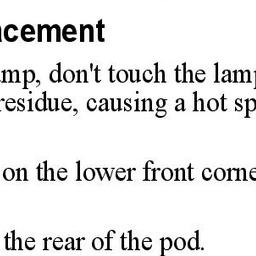 acement
amp, don't touch the lamp
residue, causing a hot sp
on the lower front corne
the rear of the pod.